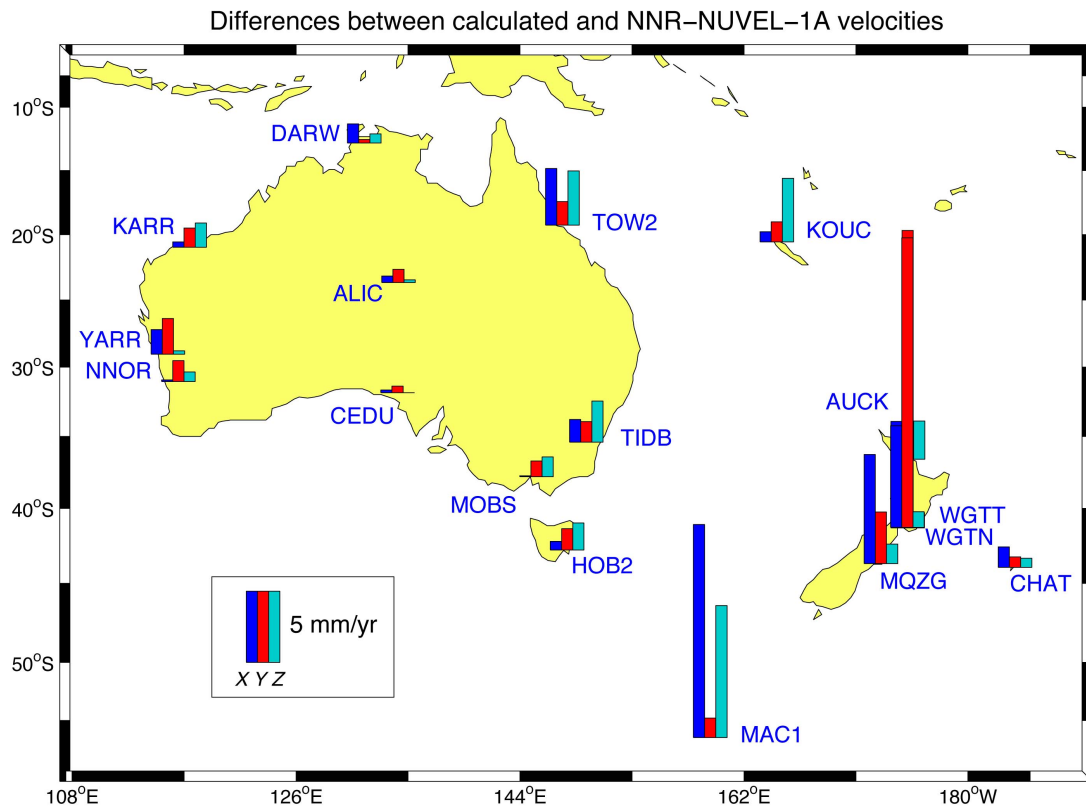 Differences between calculated and NNR−NUVEL−1A velocities
10°S
DARW
KARR
TOW2
KOUC
20°S
ALIC
YARR
30°S
NNOR
CEDU
TIDB
AUCK
MOBS
40°S
WGTT
WGTN
HOB2
MQZG
CHAT
5 mm/yr
50°S
X Y Z
MAC1
108°E 126°E 144°E 162°E 180°E